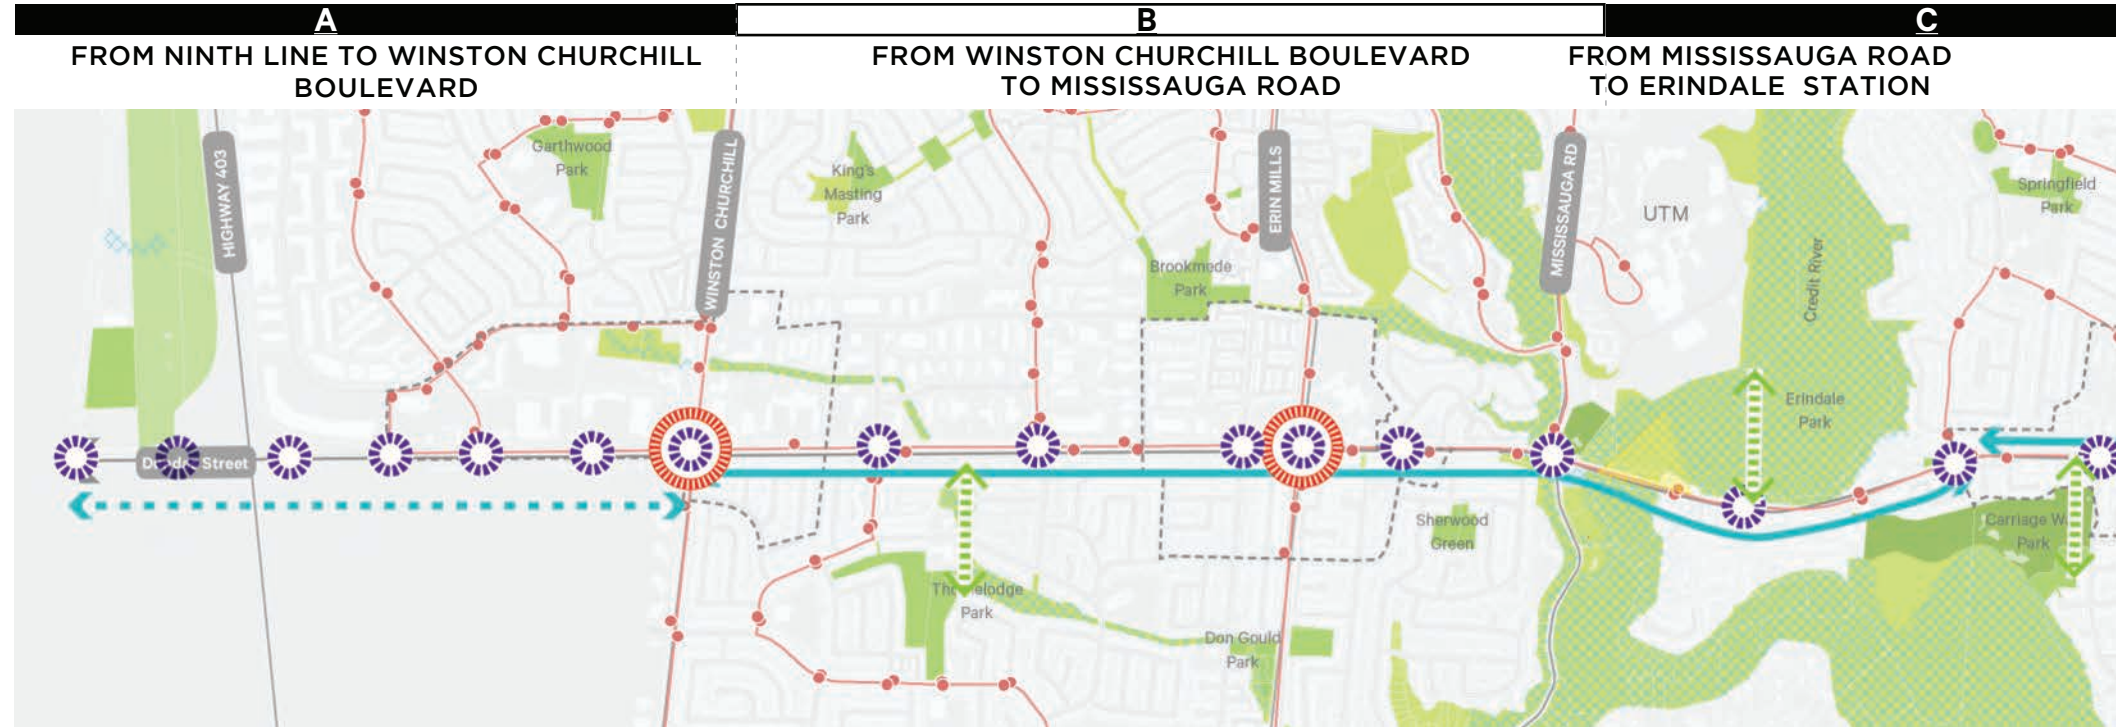 A
B
C
FROM NINTH LINE TO WINSTON CHURCHILL
BOULEVARD
FROM WINSTON CHURCHILL BOULEVARD
TO MISSISSAUGA ROAD
FROM MISSISSAUGA ROAD
TO ERINDALE STATION
HIGHWAY 403
Garthwood
Park
WINSTON CHURCHILL
King's
Masting
Park
Brookmede
Park
ERIN MILLS
MISSISSAUGA RD
UTM
Credit River
Springfield
Park
Erindale
Park
Street
Sherwood
Green
Carriage W
Park
Park
Don Gould
Park